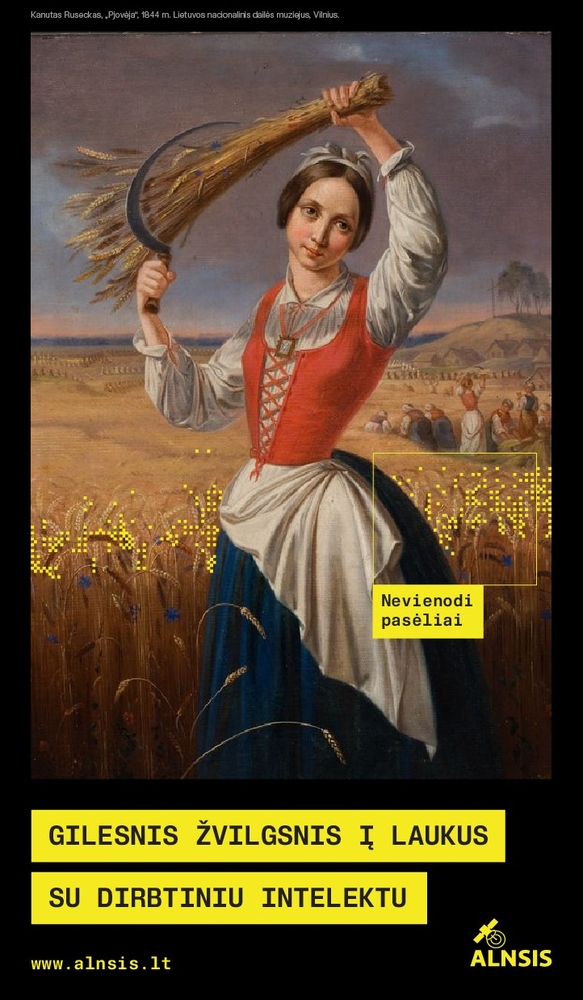 Kanutas Ruseckas, „Pjovėja“, 1844 m. Lietuvos nacionalinis dailės muziejus, Vilnius.
Nevienodi
pasėliai
GILESNIS ŽVILGSNIS Į LAUKUS
SU DIRBTINIU INTELEKTU
www.alnsis.lt
ALNSIS